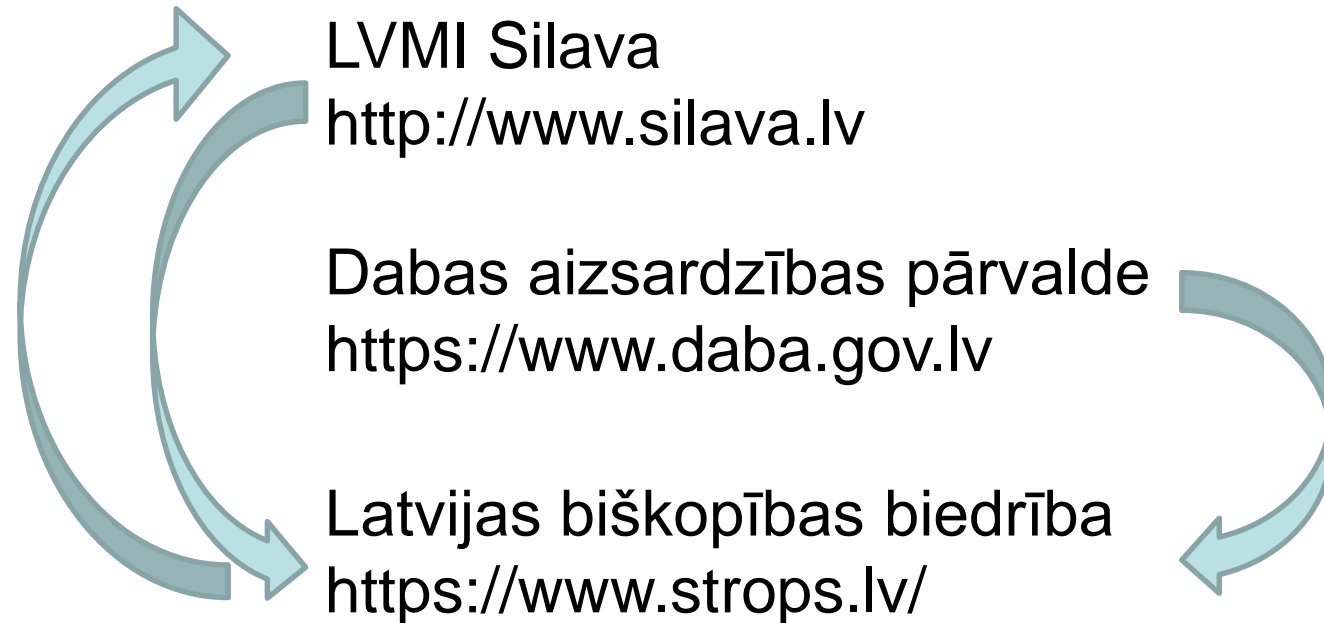 LVMI Silava
http://www.silava.lv
Dabas aizsardzības pārvalde
https://www.daba.gov.lv
Latvijas biškopības biedrība
https://www.strops.lv/